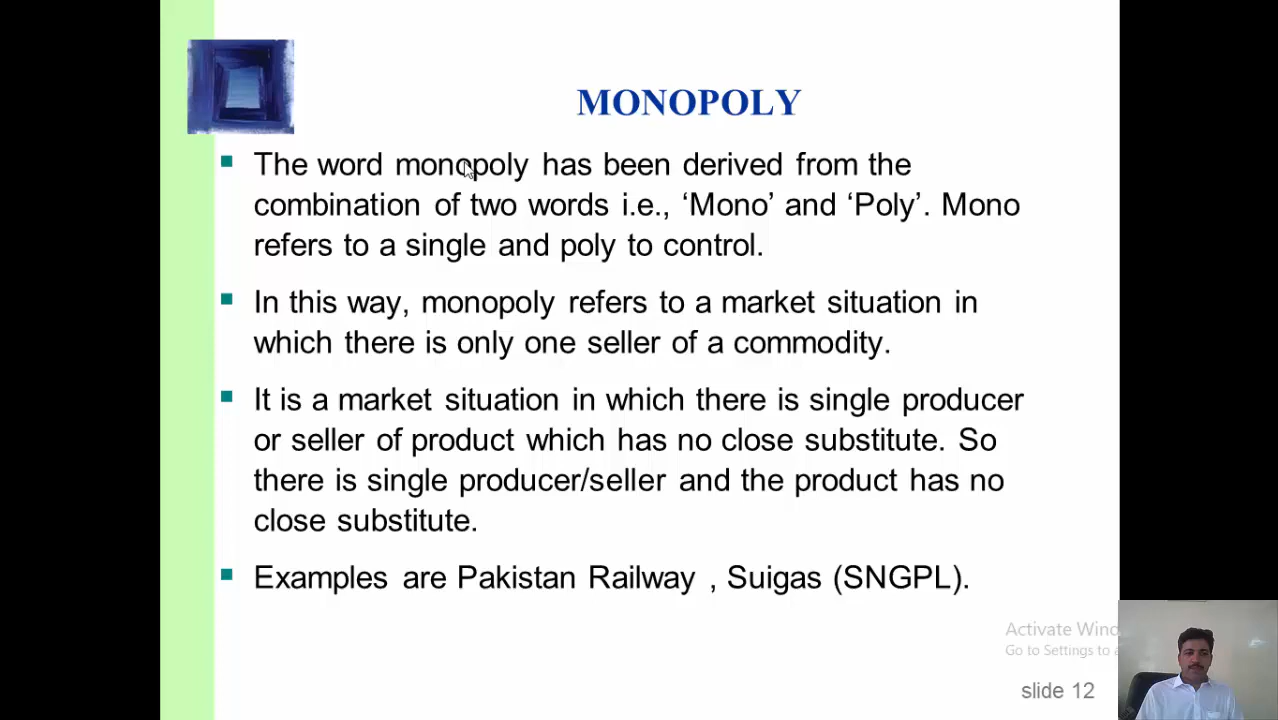 MONOPOLY
The word monopoly has been derived from the
combination of two words i.e., ‘Mono’ and ‘Poly’. Mono
refers to a single and poly to control.
In this way, monopoly refers to a market situation in
which there is only one seller of a commodity.
It is a market situation in which there is single producer
or seller of product which has no close substitute. So
there is single producer/seller and the product has no
close substitute.
Examples are Pakistan Railway , Suigas (SNGPL).
Activate
Go to Settings to
slide 12